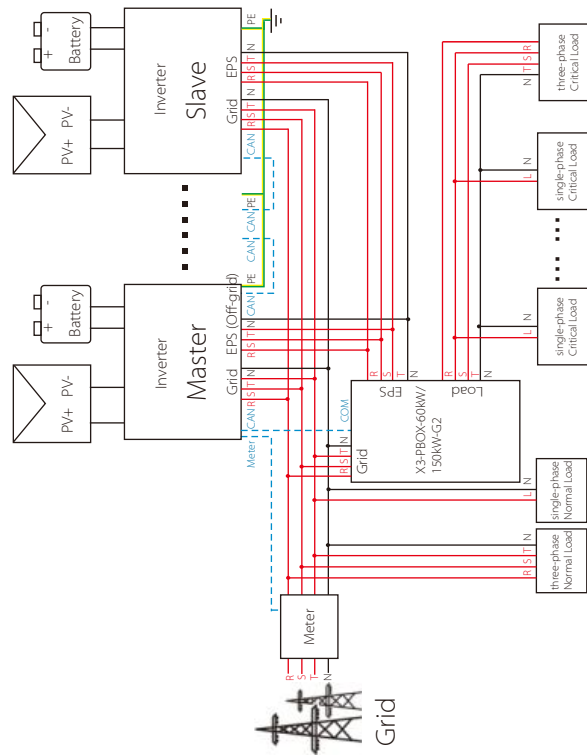 PV+ PV-
+ -
Battery
PV+ PV-
+ -
Battery
Inverter
Master
Inverter
Slave
Grid
EPS (Off-grid)
Grid
EPS
Meter
CAN
R S T N
R S T N
CAN
PE
CAN
CAN
PE
CAN
R S T N
R S T N
PE
Meter
R
S
T
N
Grid
COM
R S T N
Grid
X3-PBOX-60kW/
150kW-G2
EPS
R
S
T
N
Load
R
S
T
N
R S T N
three-phase
Normal Load
L N
single-phase
Normal Load
L N
single-phase
Critical Load
L N
single-phase
Critical Load
N T S R
three-phase
Critical Load